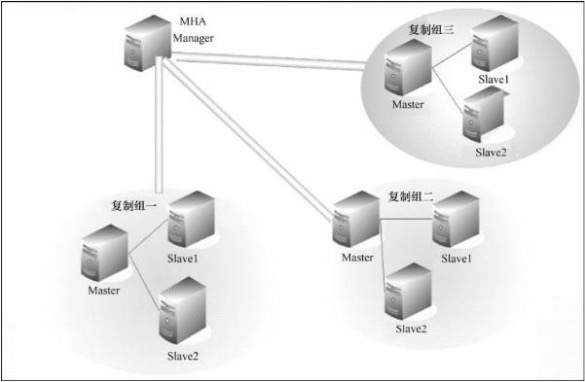 MHA
Manager
复制组三
Slave1
Master
Slave2
复制组一
Slave1
Master
Slave2
复制组二
Master
Slave1
Slave2